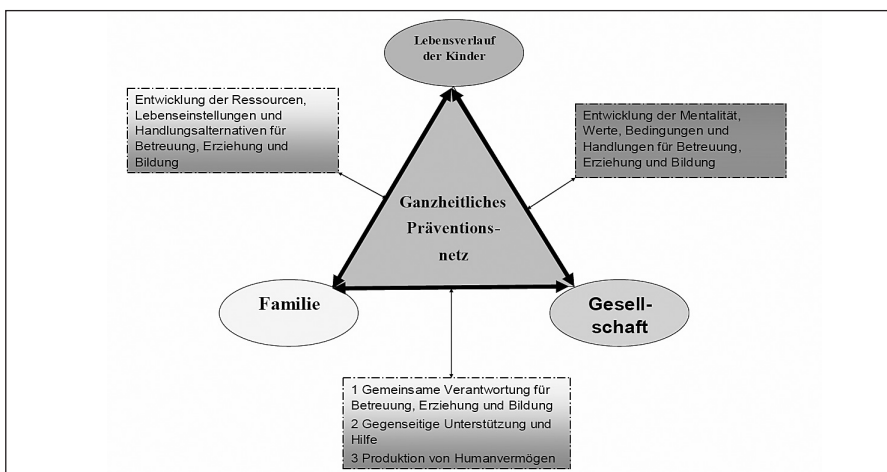 Lebensverlauf
der Kinder
Entwicklung der Ressourcen,
Lebenseinstellungen und
Handlungsalternativen für
Betreuung, Erziehung und
Bildung
Entwicklung der Mentalität,
Werte, Bedingungen und
Handlungen für Betreuung,
Erziehung und Bildung
Ganzheitliches
Präventions-
netz
Familie
Gesell-
schaft
1 Gemeinsame Verantwortung für
Betreuung, Erziehung und Bildung
2 Gegenseitige Unterstützung und
Hilfe
3 Produktion von Humanvermögen